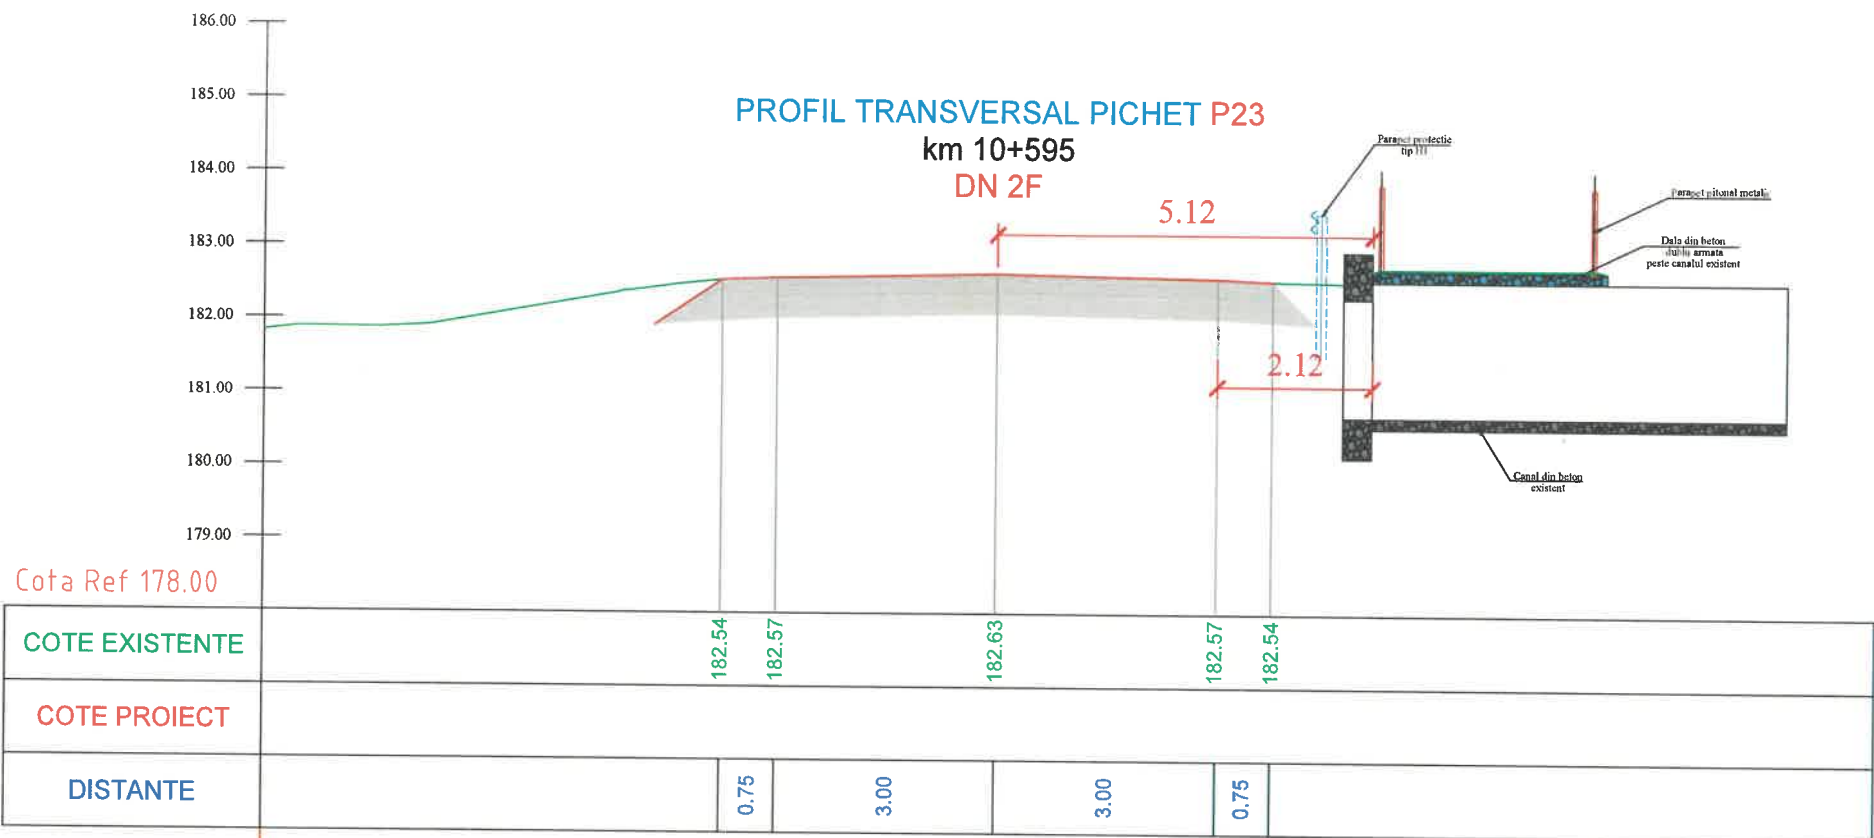 186.00
185.00
184.00
183.00
182.00
181.00
180.00
179.00
PROFIL TRANSVERSAL PICHET P23
km 10+595
DN 2F
5.12
2.12
Parapet protectie
tip
Parapet metalic
Dala din beton
armata
peste canalul existent
Canal din beton
existent
Cota Ref 178.00
COTE EXISTENTE
182.54
182.57
182.63
182.57
182.54
COTE PROIECT
DISTANTE
0.75
3.00
3.00
0.75